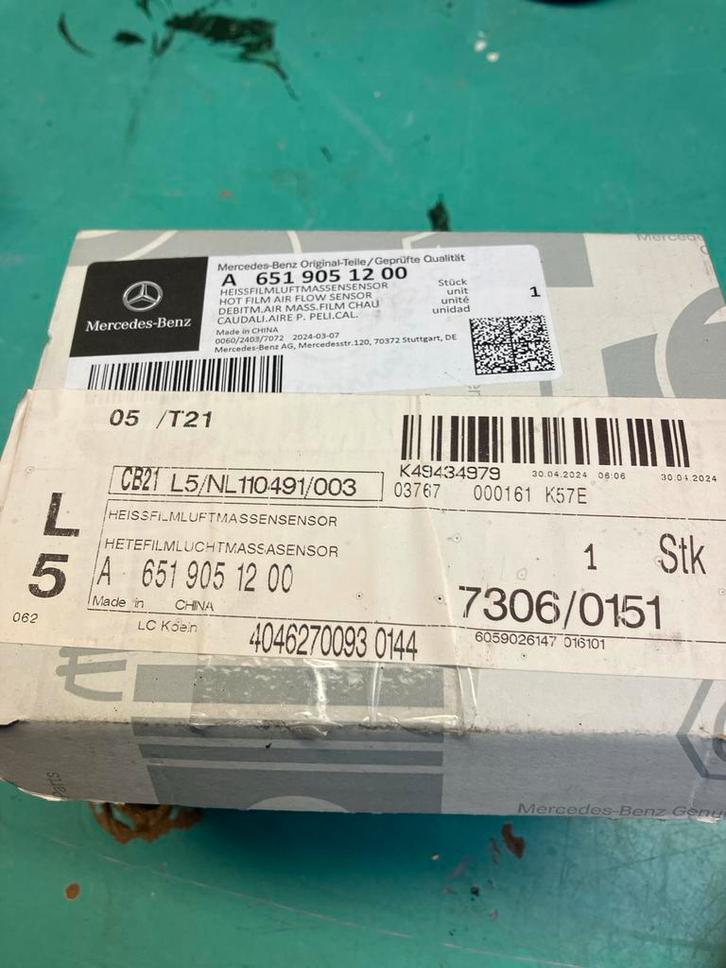 Mercedes-Benz
Mercedes-Benz Original-Teile/Geprüfte Qualität
A 651 905 12 00
HEISSFILMLUFTMASSENSENSOR
HOT FILM AIR FLOW SENSOR
DEBITM.AIR MASS.FILM CHAU
CAUDALI.AIRE P. PELI.CAL.
Stück
unit
unité
unidad
1
Made in CHINA
0060/2403/7072 2024-03-07
Mercedes-Benz AG, Mercedesstr.120, 70372 Stuttgart, DE
05 /T21
K49434979 30.04.2024 06:06 30.04.2024
CB21 L5/NL110491/003
03767 000161 K57E
L
5
062
HEISSFILMLUFTMASSENSENSOR
HETEFILMLUCHTMASSASENSOR
A 651 905 12 00
1 Stk
Made in CHINA
7306/0151
LC Koeln
4046270093 0144
6059026147 016101
Parts
Mercedes-Benz Genu